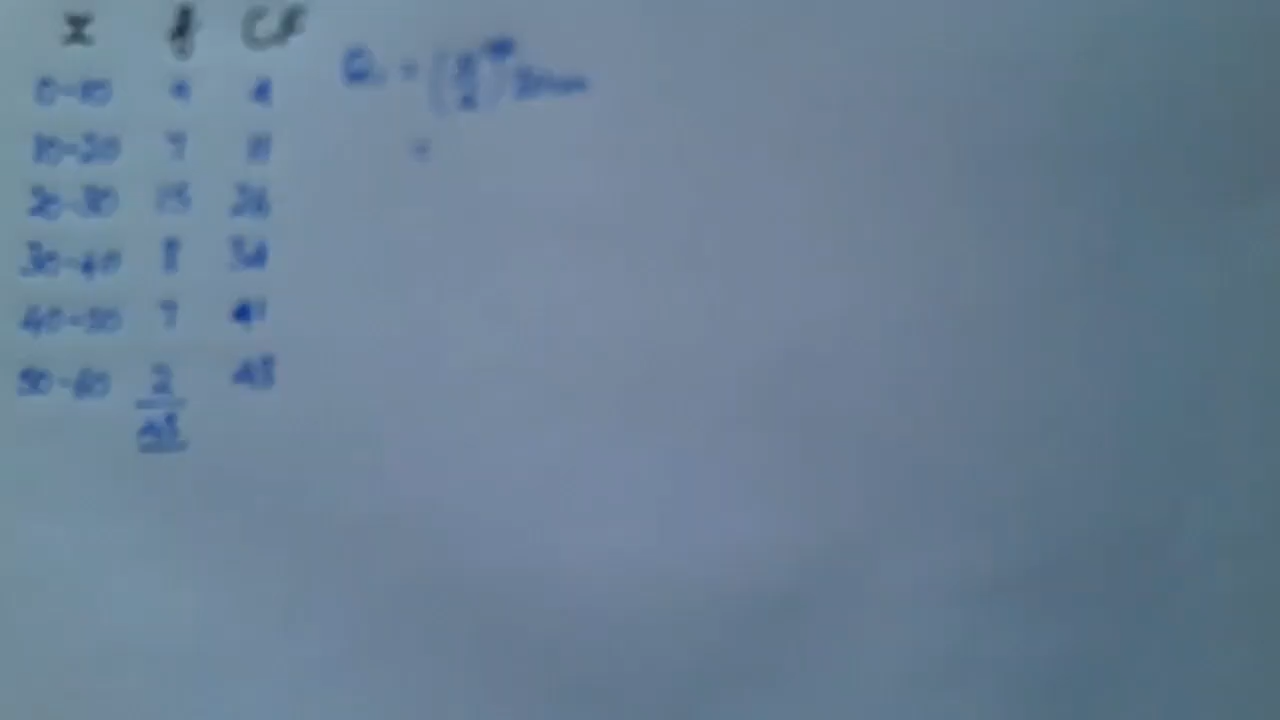 x f CF
0-10 4 4
10-20 7 11
20-30 15 26
30-40 8 34
40-50 7 41
50-60 2 43
43
=